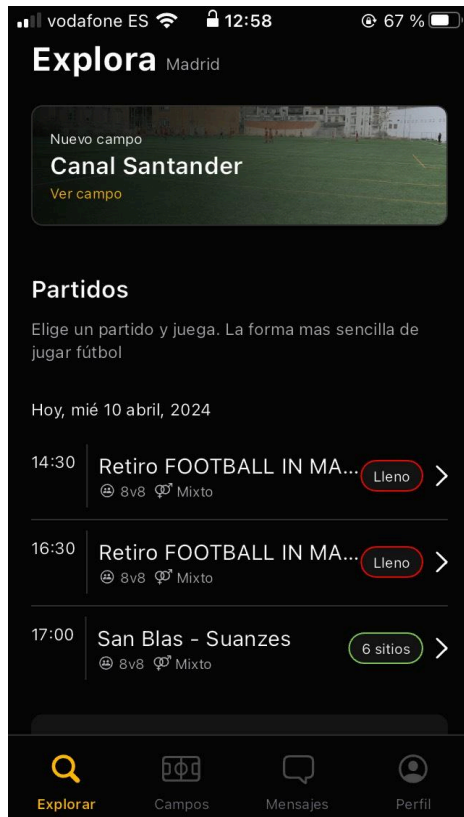 vodafone ES 12:58 67 %
Explora Madrid
Nuevo campo
Canal Santander
Ver campo
Partidos
Elige un partido y juega. La forma mas sencilla de
jugar fútbol
Hoy, mié 10 abril, 2024
14:30 Retiro FOOTBALL IN MA... Lleno
8v8 Mixto
16:30 Retiro FOOTBALL IN MA... Lleno
8v8 Mixto
17:00 San Blas - Suanzes 6 sitios
8v8 Mixto
Explorar Campos Mensajes Perfil